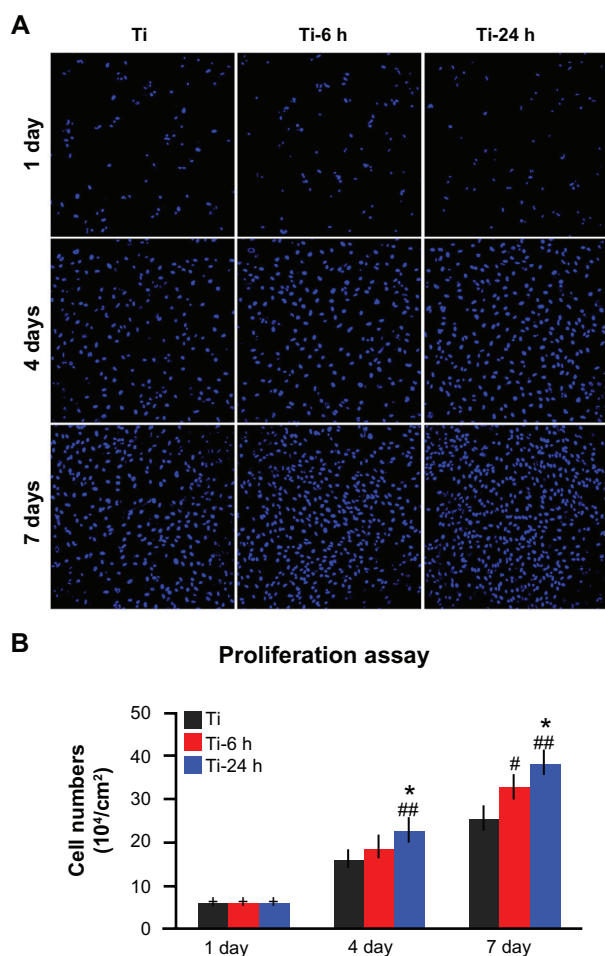 A
Ti Ti-6 h Ti-24 h
1 day
4 days
7 days
B
Proliferation assay
Cell numbers
(10⁴/cm²)
50
40
30
20
10
0
Ti
Ti-6 h
Ti-24 h
*
##
#
*
##
1 day 4 day 7 day